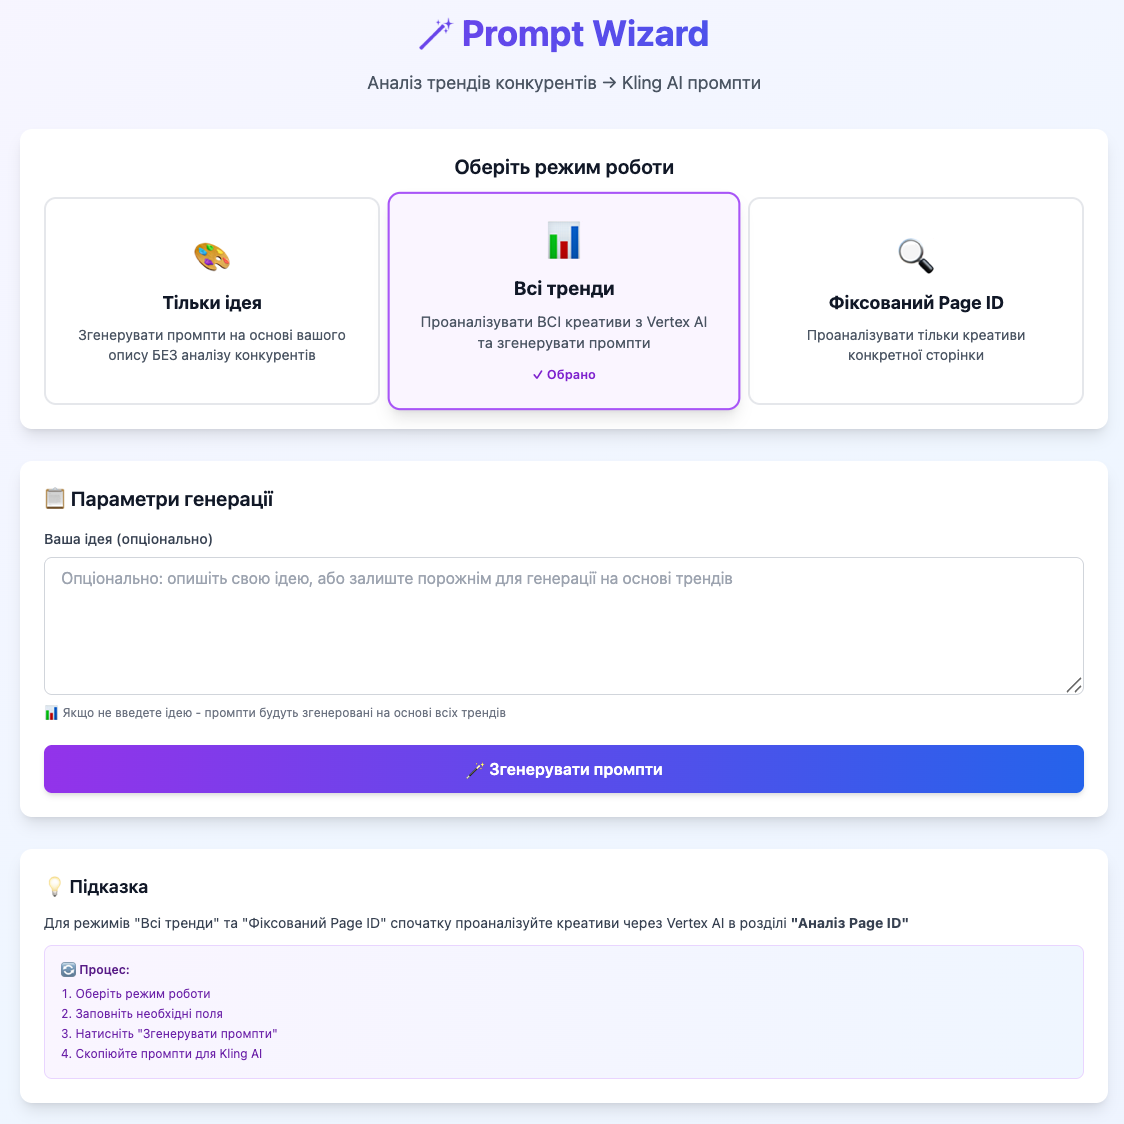 Prompt Wizard
Аналіз трендів конкурентів → Kling AI промпти
Оберіть режим роботи
Тільки ідея
Згенерувати промпти на основі вашого
опису БЕЗ аналізу конкурентів
Всі тренди
Проаналізувати ВСІ креативи з Vertex AI
та згенерувати промпти
✓ Обрано
Фіксований Page ID
Проаналізувати тільки креативи
конкретної сторінки
Параметри генерації
Ваша ідея (опціонально)
Опціонально: опишіть свою ідею, або залиште порожнім для генерації на основі трендів
Якщо не введете ідею - промпти будуть згенеровані на основі всіх трендів
Згенерувати промпти
Підказка
Для режимів "Всі тренди" та "Фіксований Page ID" спочатку проаналізуйте креативи через Vertex AI в розділі "Аналіз Page ID"
Процес:
1. Оберіть режим роботи
2. Заповніть необхідні поля
3. Натисніть "Згенерувати промпти"
4. Скопіюйте промпти для Kling AI